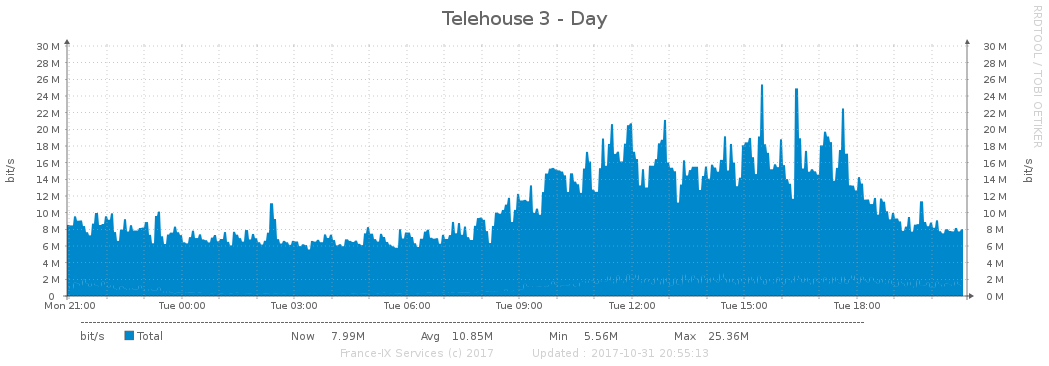 Telehouse 3 - Day
RRDTOOL / TOBI OETIKER
30 M 30 M
28 M 28 M
26 M 26 M
24 M 24 M
22 M 22 M
20 M 20 M
18 M 18 M
16 M 16 M
bit/s bit/s
14 M 14 M
12 M 12 M
10 M 10 M
8 M 8 M
6 M 6 M
4 M 4 M
2 M 2 M
0 0 M
Mon 21:00 Tue 00:00 Tue 03:00 Tue 06:00 Tue 09:00 Tue 12:00 Tue 15:00 Tue 18:00
bit/s Total Now 7.99M Avg 10.85M Min 5.56M Max 25.36M
France-IX Services (c) 2017 Updated : 2017-10-31 20:55:13